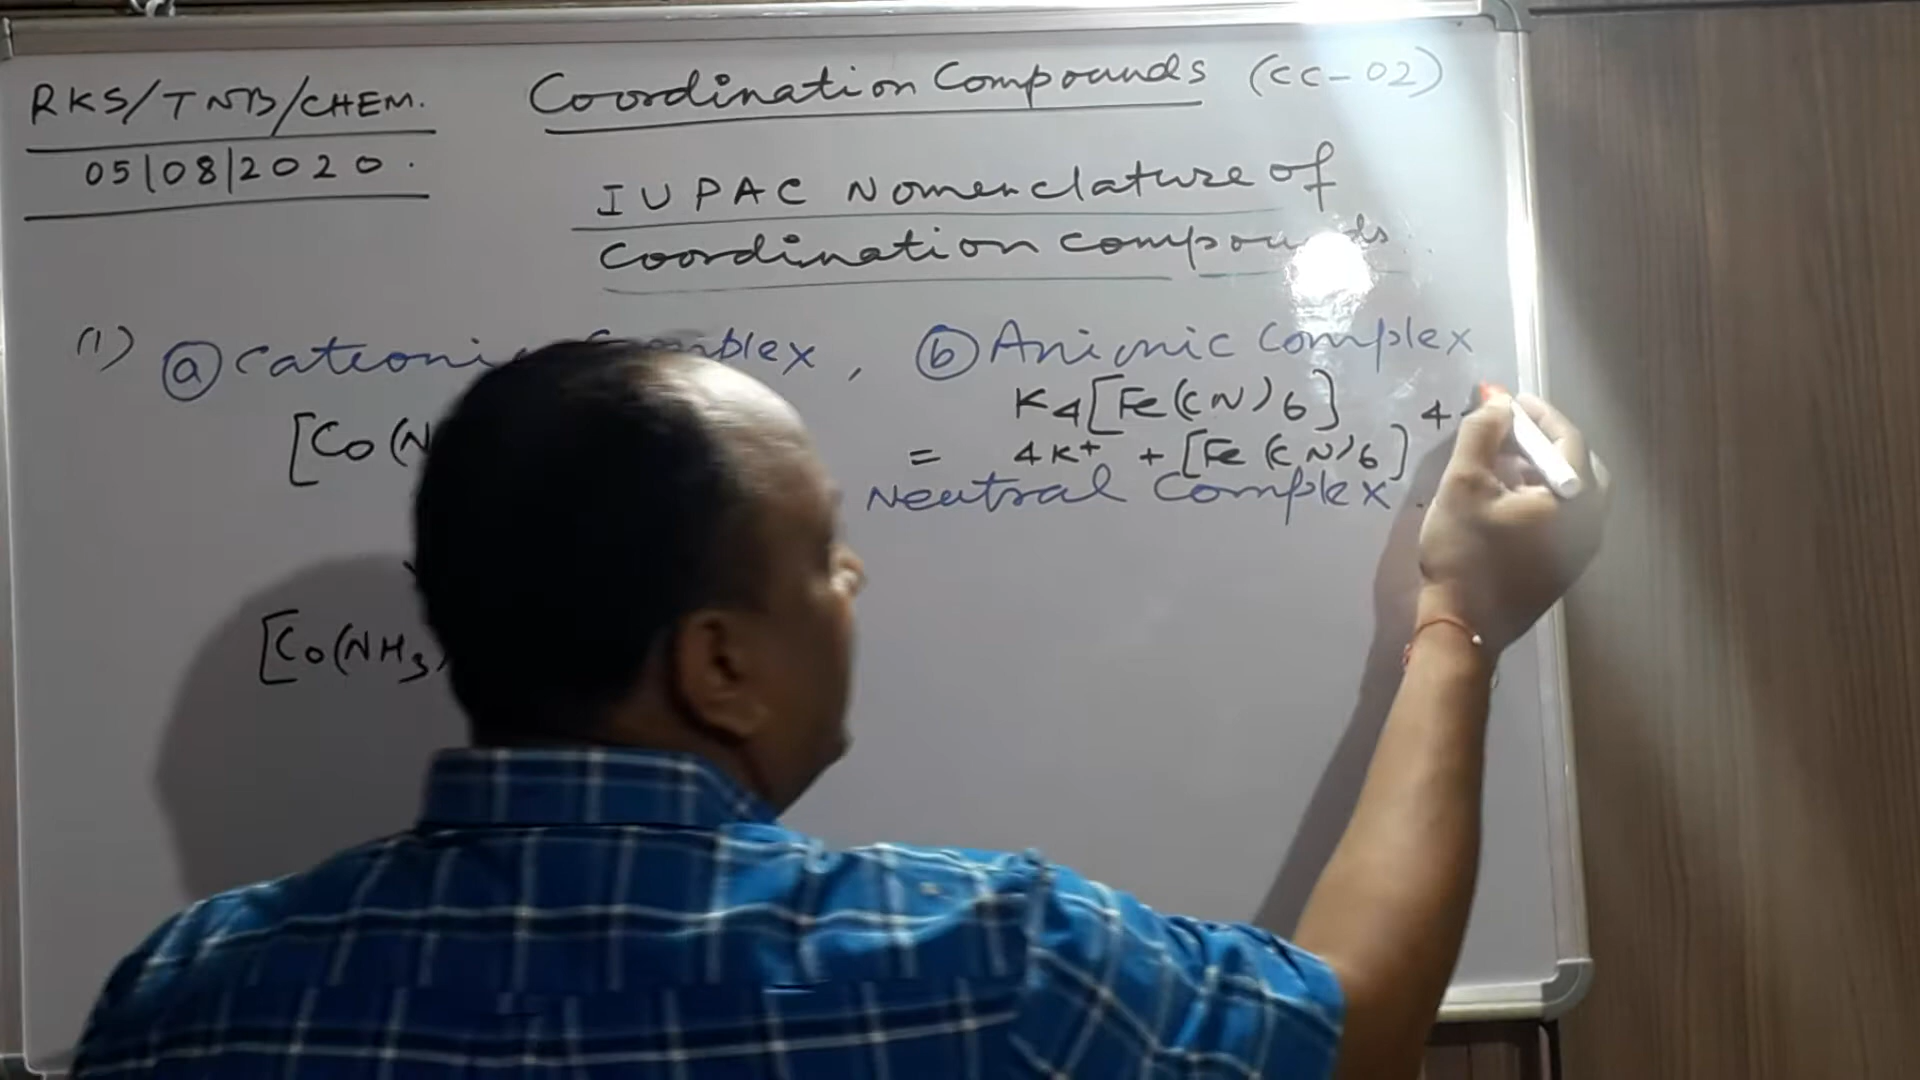 RKS/TNB/CHEM.
05/08/2020.
Coordination Compounds (CC-02)
IUPAC Nomenclature of
Coordination compounds
(1) (a) Cationic Complex, (b) Anionic Complex
K4[Fe(CN)6]
[Co(N
= 4K+ + [Fe(CN)6] 4-
Neutral Complex.
[Co(NH3)